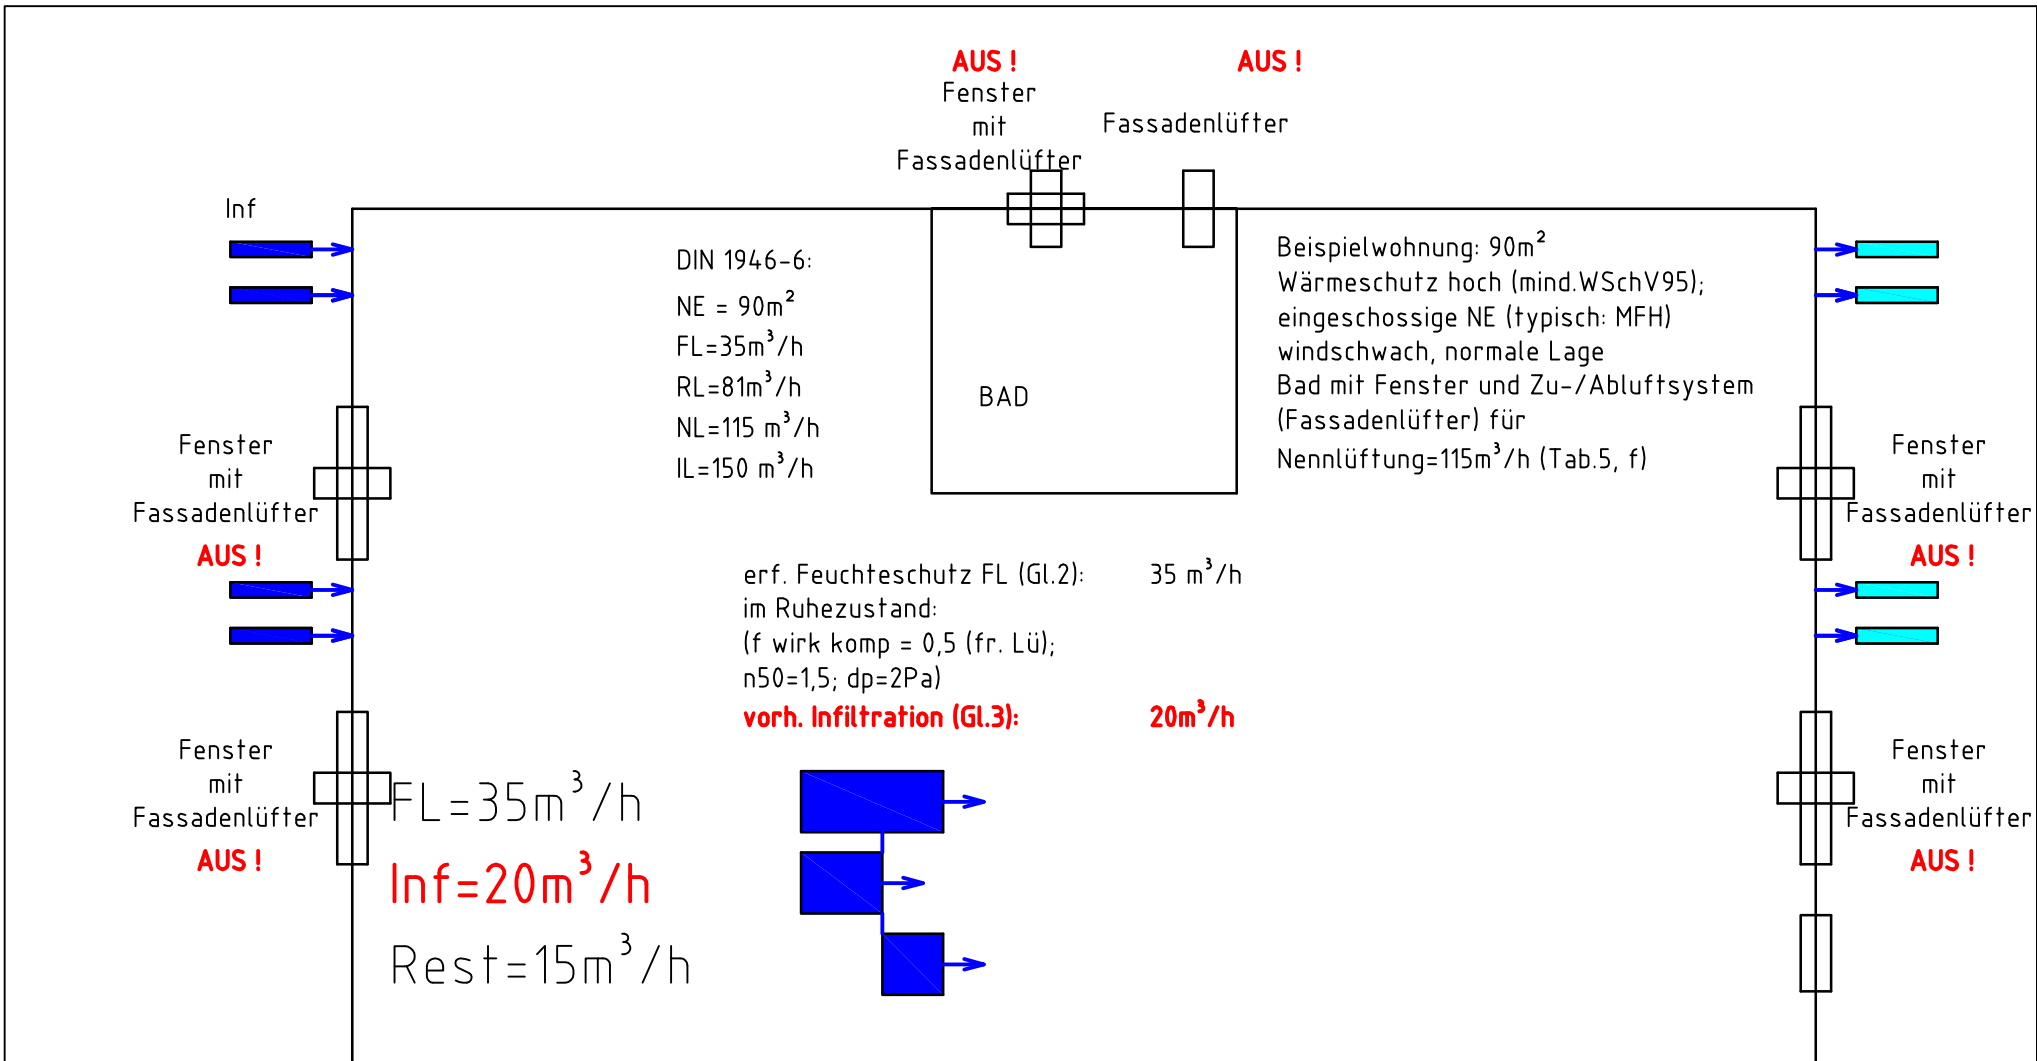 AUS !
AUS !
Fenster
mit
Fassadenlüfter
Fassadenlüfter
Inf
DIN 1946-6:
NE = 90m²
FL=35m³/h
RL=81m³/h
NL=115 m³/h
IL=150 m³/h
BAD
Beispielwohnung: 90m²
Wärmeschutz hoch (mind.WSchV95);
eingeschossige NE (typisch: MFH)
windschwach, normale Lage
Bad mit Fenster und Zu-/Abluftsystem
(Fassadenlüfter) für
Nennlüftung=115m³/h (Tab.5, f)
Fenster
mit
Fassadenlüfter
AUS !
Fenster
mit
Fassadenlüfter
AUS !
erf. Feuchteschutz FL (Gl.2): 35 m³/h
im Ruhezustand:
(f wirk komp = 0,5 (fr. Lü);
n50=1,5; dp=2Pa)
vorh. Infiltration (Gl.3): 20m³/h
Fenster
mit
Fassadenlüfter
AUS !
FL=35m³/h
Inf=20m³/h
Rest=15m³/h
Fenster
mit
Fassadenlüfter
AUS !